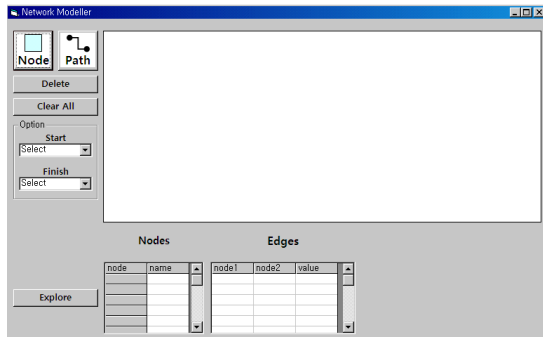 Network Modeller
Node Path
Delete
Clear All
Option
Start
Select
Finish
Select
Nodes Edges
node name node1 node2 value
Explore